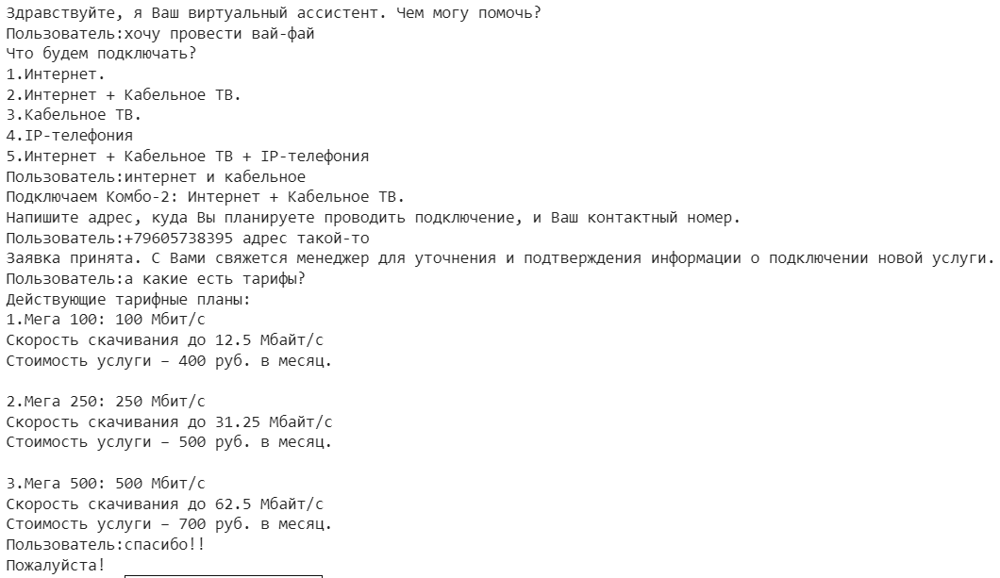 Здравствуйте, я Ваш виртуальный ассистент. Чем могу помочь?
Пользователь:хочу провести вай-фай
Что будем подключать?
1.Интернет.
2.Интернет + Кабельное ТВ.
3.Кабельное ТВ.
4.IP-телефония
5.Интернет + Кабельное ТВ + IP-телефония
Пользователь:интернет и кабельное
Подключаем Комбо-2: Интернет + Кабельное ТВ.
Напишите адрес, куда Вы планируете проводить подключение, и Ваш контактный номер.
Пользователь:+79605738395 адрес такой-то
Заявка принята. С Вами свяжется менеджер для уточнения и подтверждения информации о подключении новой услуги.
Пользователь:а какие есть тарифы?
Действующие тарифные планы:
1.Мега 100: 100 Мбит/с
Скорость скачивания до 12.5 Мбайт/с
Стоимость услуги – 400 руб. в месяц.
2.Мега 250: 250 Мбит/с
Скорость скачивания до 31.25 Мбайт/с
Стоимость услуги – 500 руб. в месяц.
3.Мега 500: 500 Мбит/с
Скорость скачивания до 62.5 Мбайт/с
Стоимость услуги – 700 руб. в месяц.
Пользователь:спасибо!!
Пожалуйста!